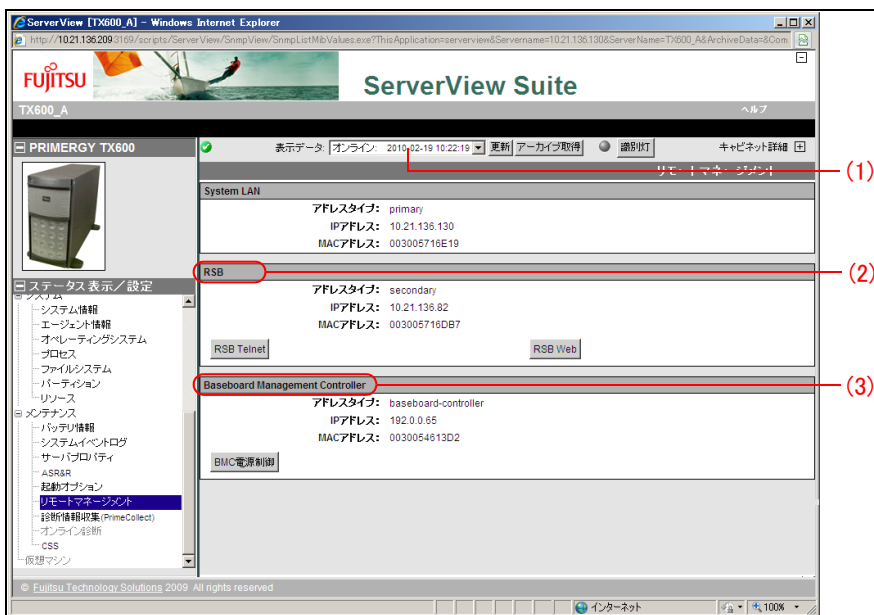 ServerView [TX600_A] - Windows Internet Explorer
http://10.21.136.209:3169/scripts/ServerView/SnmpView/SnmpListMibValues.exe?ThisApplication=serverview&Servername=10.21.136.130&ServerName=TX600_A&ArchiveData=&Com
FUJITSU
ServerView Suite
TX600_A
ヘルプ
PRIMERGY TX600
表示データ: オンライン: 2010-02-19 10:22:19 更新 アーカイブ取得 識別灯 キャビネット詳細
(1)
リモートマネージメント
System LAN
アドレスタイプ: primary
IPアドレス: 10.21.136.130
MACアドレス: 003005716E19
RSB
(2)
アドレスタイプ: secondary
IPアドレス: 10.21.136.82
MACアドレス: 003005716DB7
RSB Telnet
RSB Web
Baseboard Management Controller
(3)
アドレスタイプ: baseboard-controller
IPアドレス: 192.0.0.65
MACアドレス: 0030054613D2
BMC電源制御
ステータス表示／設定
システム
システム情報
エージェント情報
オペレーティングシステム
プロセス
ファイルシステム
パーティション
リソース
メンテナンス
バッテリ情報
システムイベントログ
サーバプロパティ
ASR&R
起動オプション
リモートマネージメント
診断情報収集(PrimeCollect)
オンライン診断
CSS
仮想マシン
© Fujitsu Technology Solutions 2009 All rights reserved
インターネット
100%